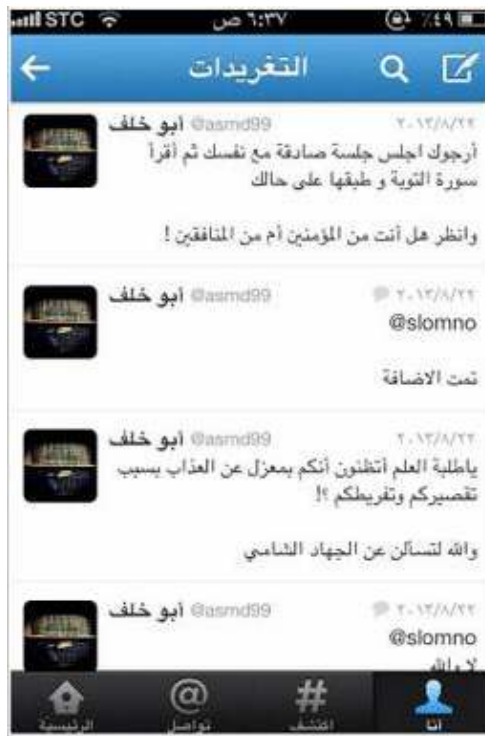 STC ٦:٣٧ ص ٪٤٩
التغريدات
أبو خلف @asmd99 ٢٠١٣/٨/٢٢
أرجوك اجلس جلسة صادقة مع نفسك ثم أقرأ
سورة التوبة و طبقها على حالك
وانظر هل أنت من المؤمنين أم من المنافقين !
أبو خلف @asmd99 ٢٠١٣/٨/٢٢
@slomno
تمت الاضافة
أبو خلف @asmd99 ٢٠١٣/٨/٢٢
ياطلبة العلم أتظنون أنكم بمعزل عن العذاب بسبب
تقصيركم وتفريطكم ؟!
والله لتسألن عن الجهاد الشامي
أبو خلف @asmd99 ٢٠١٣/٨/٢٢
@slomno
لا والله
الرئيسية تواصل اكتشف أنا